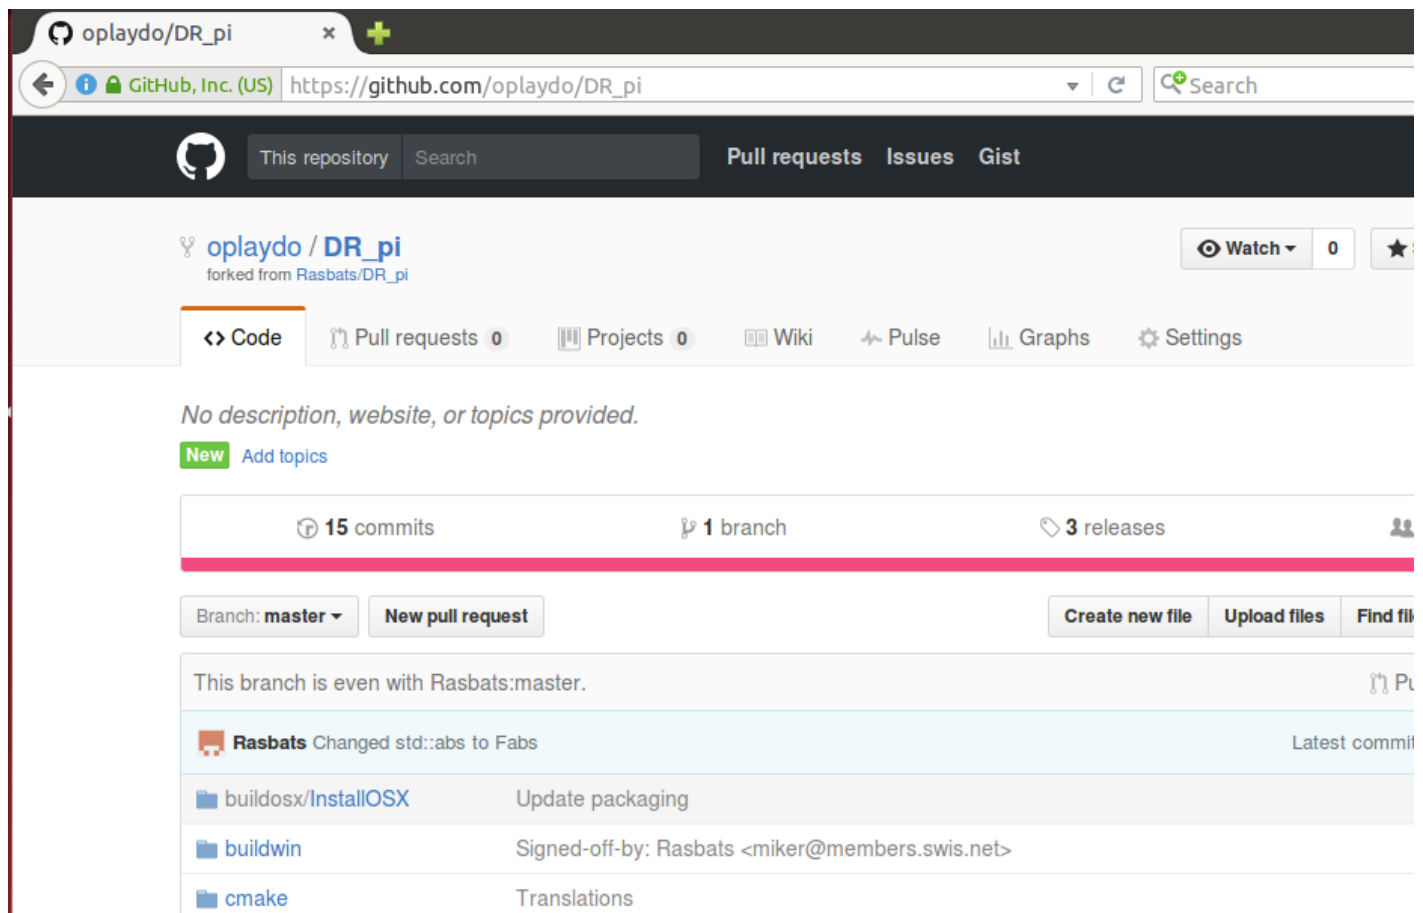 oplaydo/DR_pi
GitHub, Inc. (US) https://github.com/oplaydo/DR_pi Search
This repository Search Pull requests Issues Gist
oplaydo / DR_pi Watch 0
forked from Rasbats/DR_pi
Code Pull requests 0 Projects 0 Wiki Pulse Graphs Settings
No description, website, or topics provided.
New Add topics
15 commits 1 branch 3 releases
Branch: master New pull request Create new file Upload files Find
This branch is even with Rasbats:master.
Rasbats Changed std::abs to Fabs Latest commit
buildosx/InstallOSX Update packaging
buildwin Signed-off-by: Rasbats <miker@members.swis.net>
cmake Translations